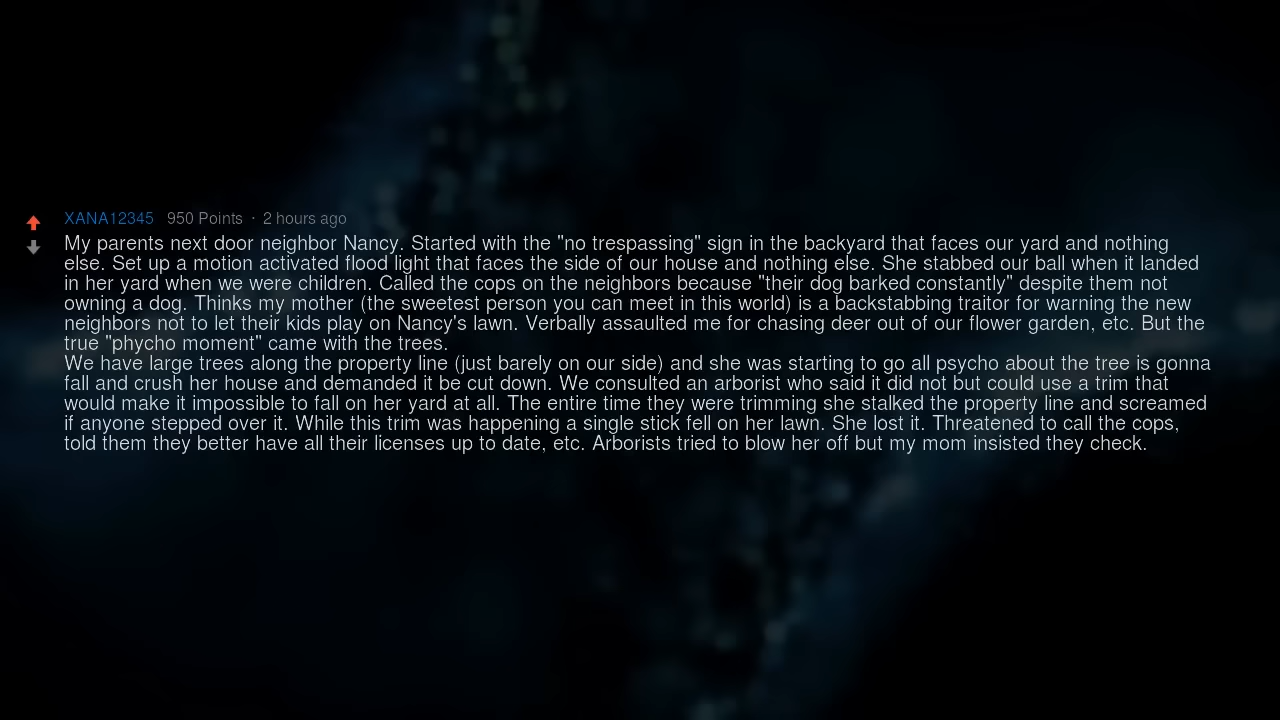 XANA12345 950 Points · 2 hours ago
My parents next door neighbor Nancy. Started with the "no trespassing" sign in the backyard that faces our yard and nothing
else. Set up a motion activated flood light that faces the side of our house and nothing else. She stabbed our ball when it landed
in her yard when we were children. Called the cops on the neighbors because "their dog barked constantly" despite them not
owning a dog. Thinks my mother (the sweetest person you can meet in this world) is a backstabbing traitor for warning the new
neighbors not to let their kids play on Nancy's lawn. Verbally assaulted me for chasing deer out of our flower garden, etc. But the
true "phycho moment" came with the trees.
We have large trees along the property line (just barely on our side) and she was starting to go all psycho about the tree is gonna
fall and crush her house and demanded it be cut down. We consulted an arborist who said it did not but could use a trim that
would make it impossible to fall on her yard at all. The entire time they were trimming she stalked the property line and screamed
if anyone stepped over it. While this trim was happening a single stick fell on her lawn. She lost it. Threatened to call the cops,
told them they better have all their licenses up to date, etc. Arborists tried to blow her off but my mom insisted they check.